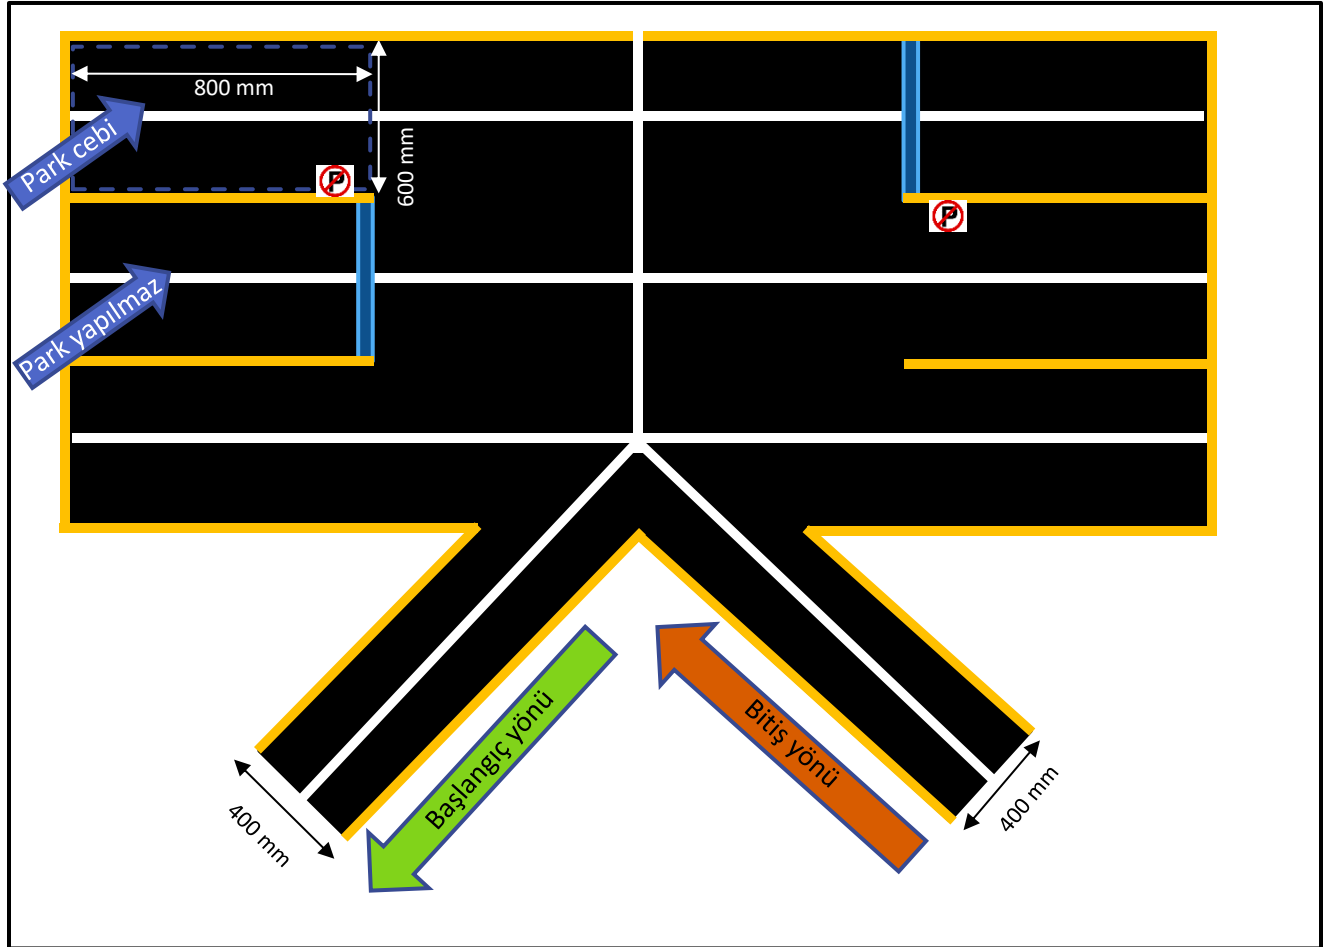 800 mm
600 mm
Park cebi
P
P
Park yapılmaz
Başlangıç yönü
Bitiş yönü
400 mm
400 mm